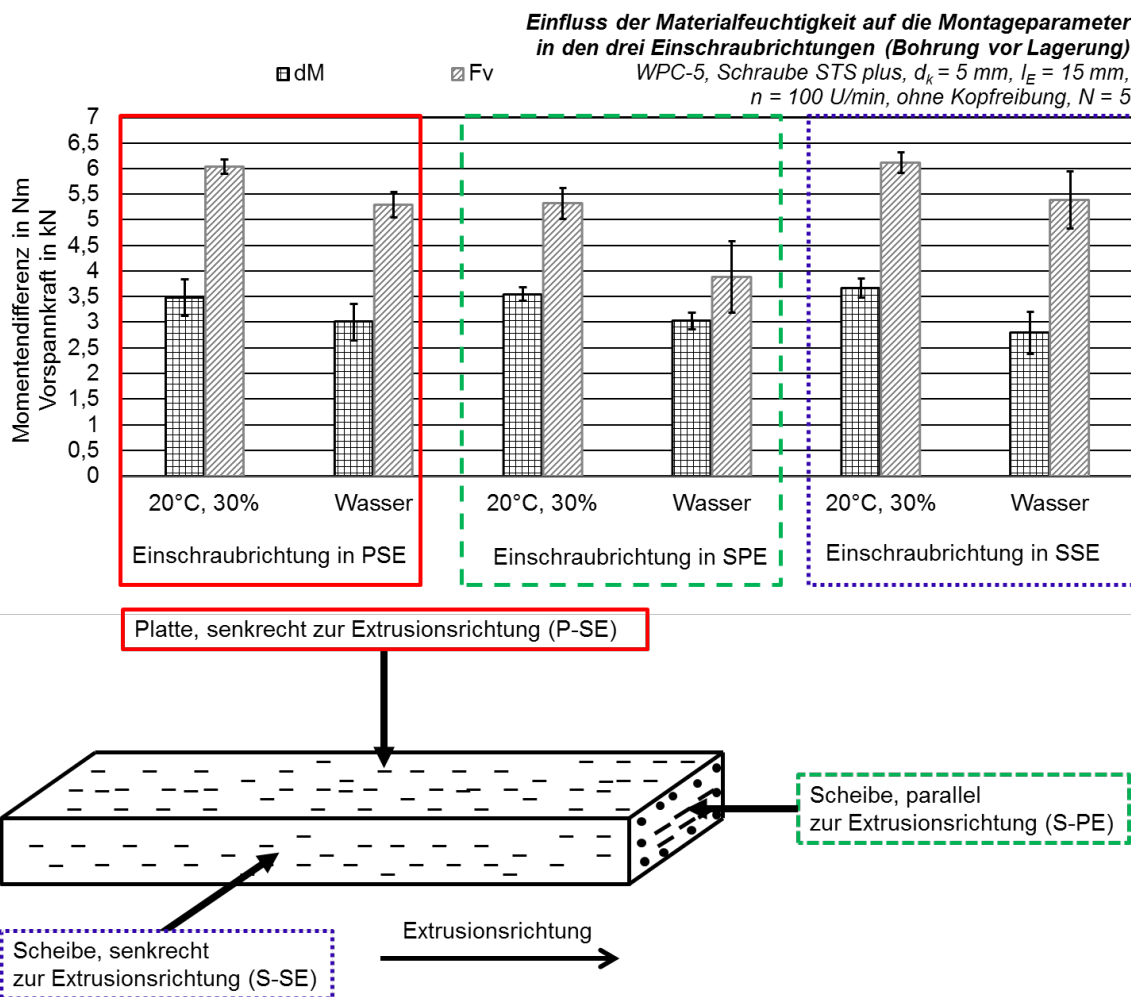 Einfluss der Materialfeuchtigkeit auf die Montageparameter
in den drei Einschraubrichtungen (Bohrung vor Lagerung)
WPC-5, Schraube STS plus, dk = 5 mm, lE = 15 mm,
n = 100 U/min, ohne Kopfreibung, N = 5
dM
Fv
Momentendifferenz in Nm
Vorspannkraft in kN
7
6,5
6
5,5
5
4,5
4
3,5
3
2,5
2
1,5
1
0,5
0
20°C, 30%
Wasser
20°C, 30%
Wasser
20°C, 30%
Wasser
Einschraubrichtung in PSE
Einschraubrichtung in SPE
Einschraubrichtung in SSE
Platte, senkrecht zur Extrusionsrichtung (P-SE)
Scheibe, parallel
zur Extrusionsrichtung (S-PE)
Extrusionsrichtung
Scheibe, senkrecht
zur Extrusionsrichtung (S-SE)